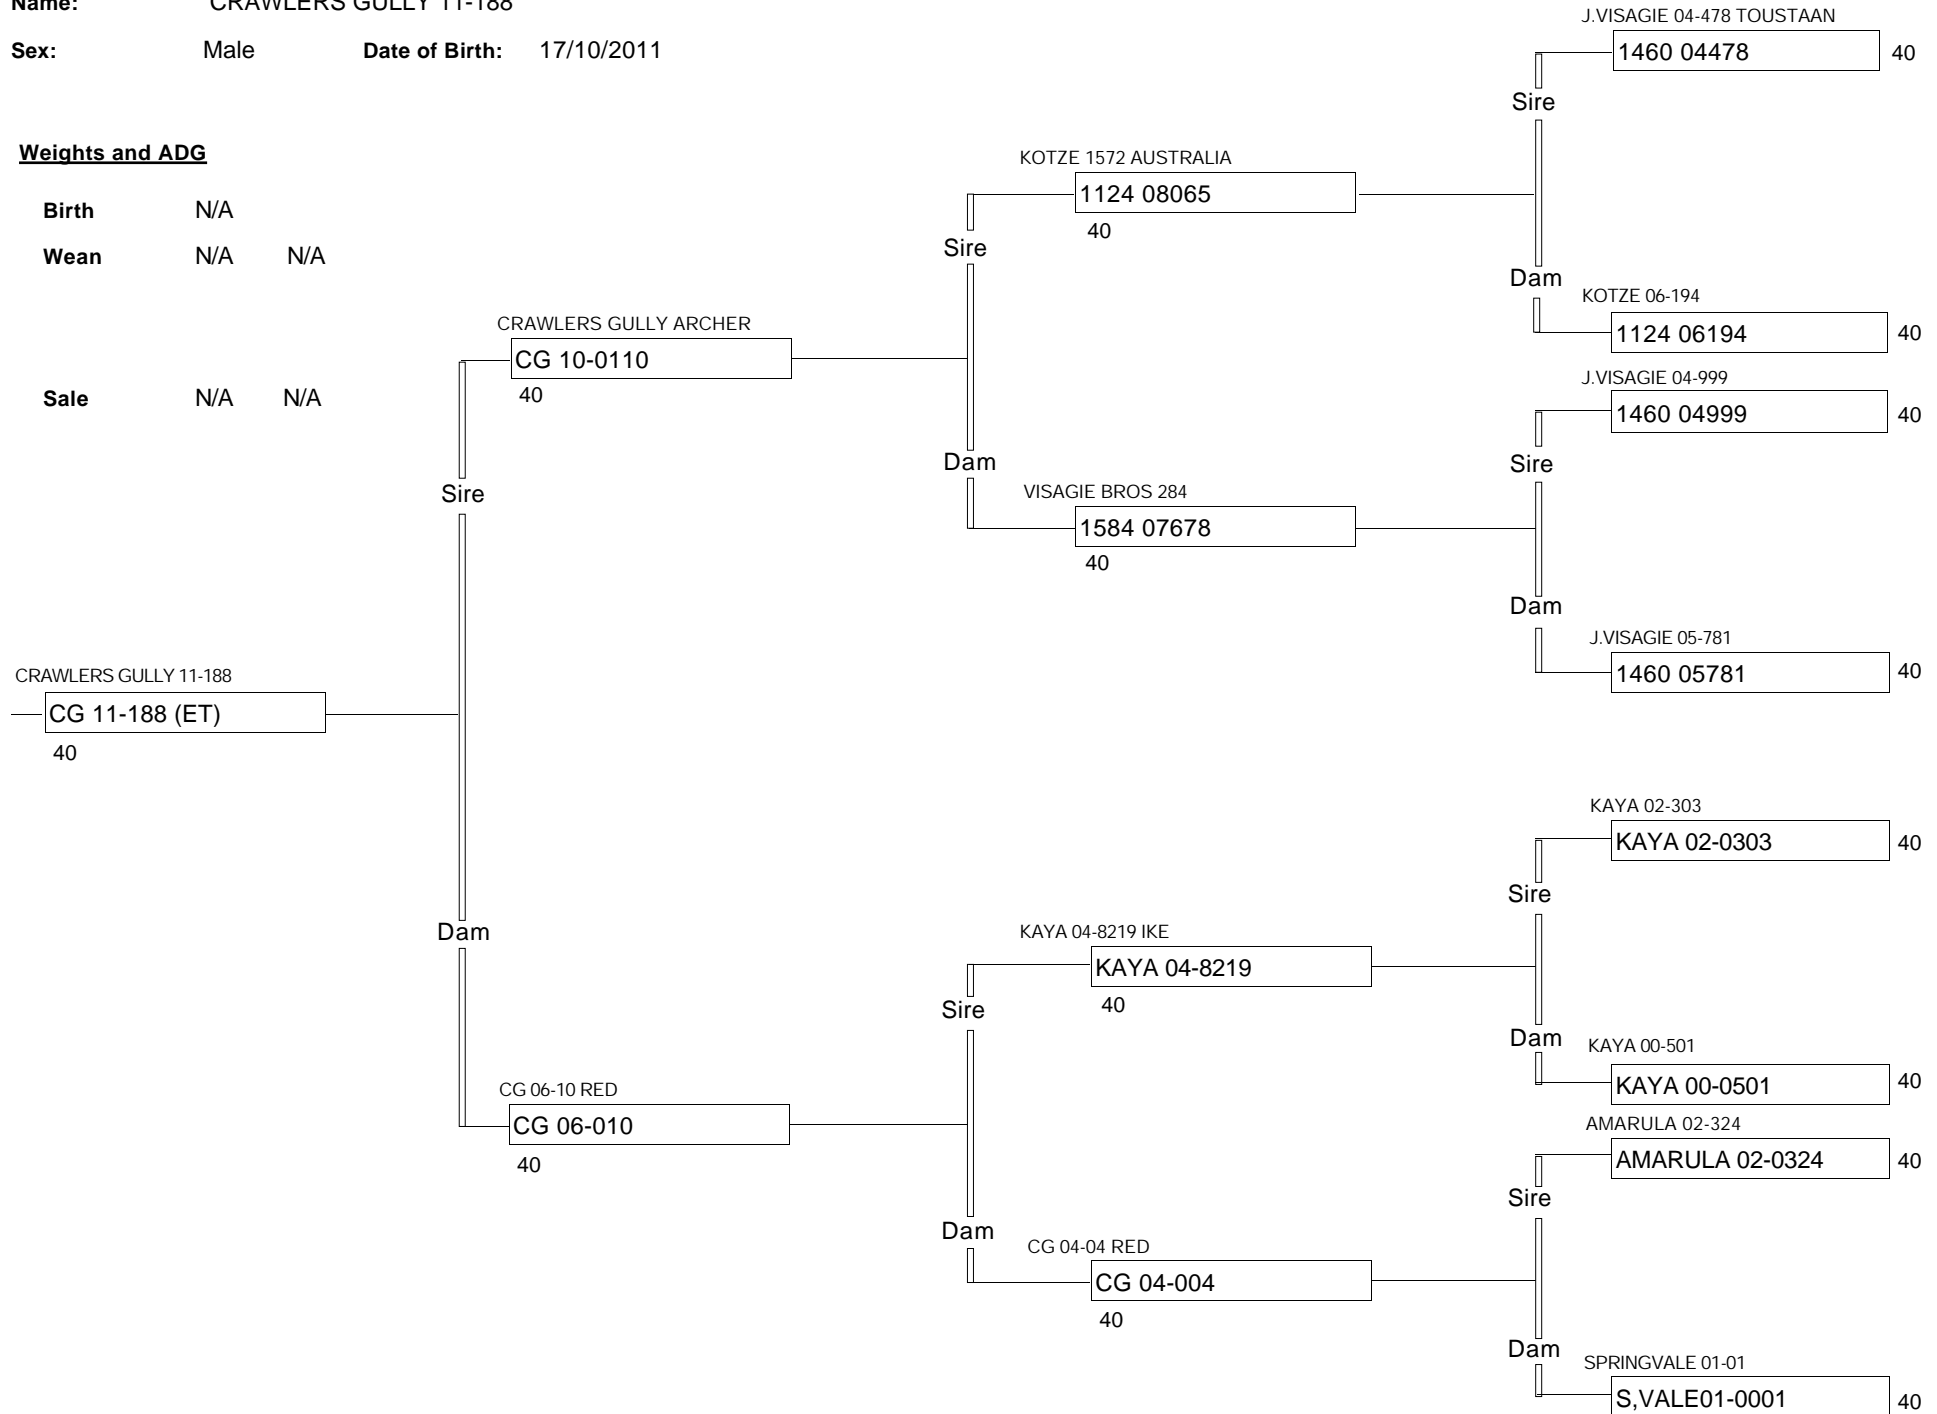 Name: CRAWLERS GULLY 11-188
J.VISAGIE 04-478 TOUSTAAN
Sex: Male Date of Birth: 17/10/2011
1460 04478 40
Sire
Weights and ADG
KOTZE 1572 AUSTRALIA
1124 08065
40
Birth N/A
Sire
Wean N/A N/A
Dam
KOTZE 06-194
1124 06194 40
CRAWLERS GULLY ARCHER
CG 10-0110
40
J.VISAGIE 04-999
1460 04999 40
Sale N/A N/A
Dam
Sire
Sire
VISAGIE BROS 284
1584 07678
40
Dam
J.VISAGIE 05-781
1460 05781 40
CRAWLERS GULLY 11-188
CG 11-188 (ET)
40
KAYA 02-303
KAYA 02-0303 40
Sire
Dam
KAYA 04-8219 IKE
KAYA 04-8219
40
Sire
Dam
KAYA 00-501
KAYA 00-0501 40
CG 06-10 RED
CG 06-010
40
AMARULA 02-324
AMARULA 02-0324 40
Sire
Dam
CG 04-04 RED
CG 04-004
40
Dam
SPRINGVALE 01-01
S,VALE01-0001 40